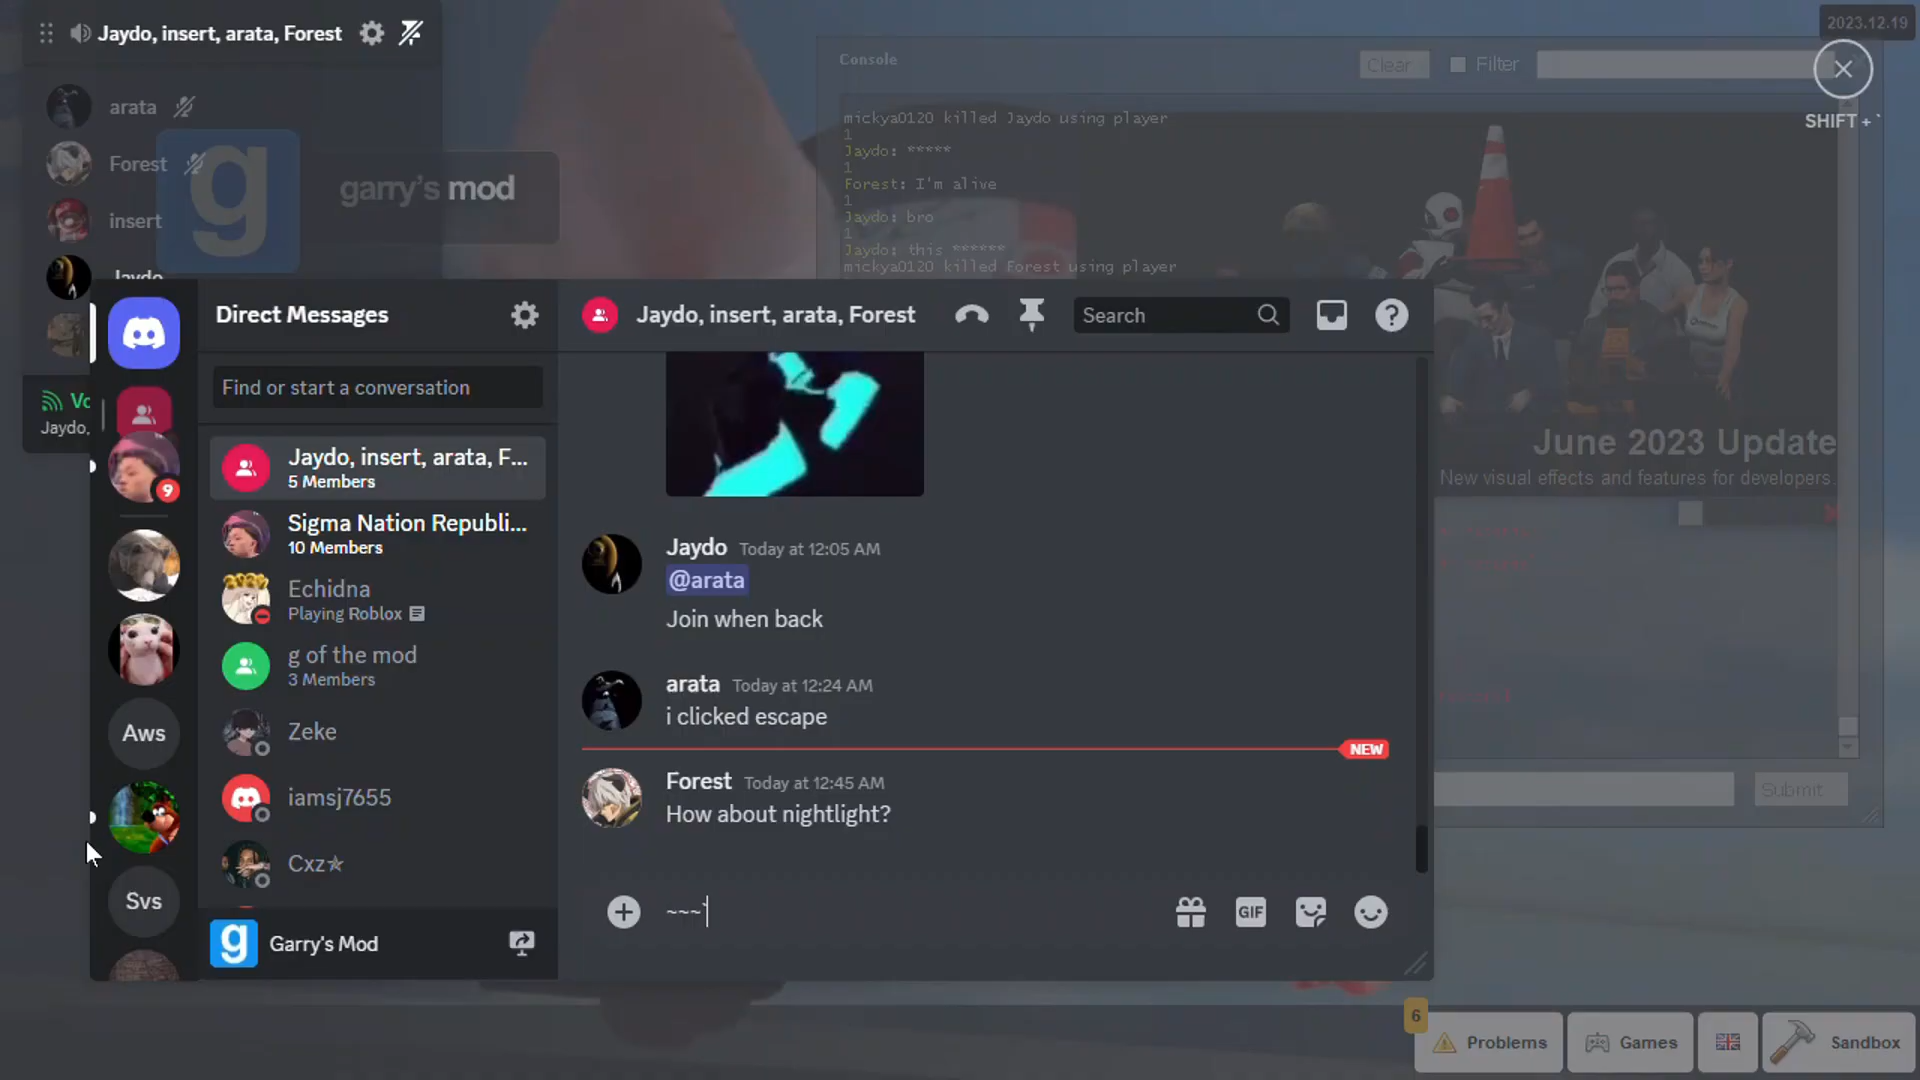 2023.12.19
Jaydo, insert, arata, Forest
arata
Forest
insert
Jaydo
Jaydo,
g
garry's mod
Console
Clear
Filter
SHIFT + `
mickya0120 killed Jaydo using player
1
Jaydo: *****
1
Forest: I'm alive
1
Jaydo: bro
1
Jaydo: this ******
mickya0120 killed Forest using player
June 2023 Update
New visual effects and features for developers.
Submit
Direct Messages
Find or start a conversation
9
Aws
Svs
Jaydo, insert, arata, F...
5 Members
Sigma Nation Republi...
10 Members
Echidna
Playing Roblox
g of the mod
3 Members
Zeke
iamsj7655
Cxz★
g
Garry's Mod
Jaydo, insert, arata, Forest
Search
Jaydo Today at 12:05 AM
@arata
Join when back
arata Today at 12:24 AM
i clicked escape
NEW
Forest Today at 12:45 AM
How about nightlight?
~~~`
GIF
6
Problems
Games
Sandbox